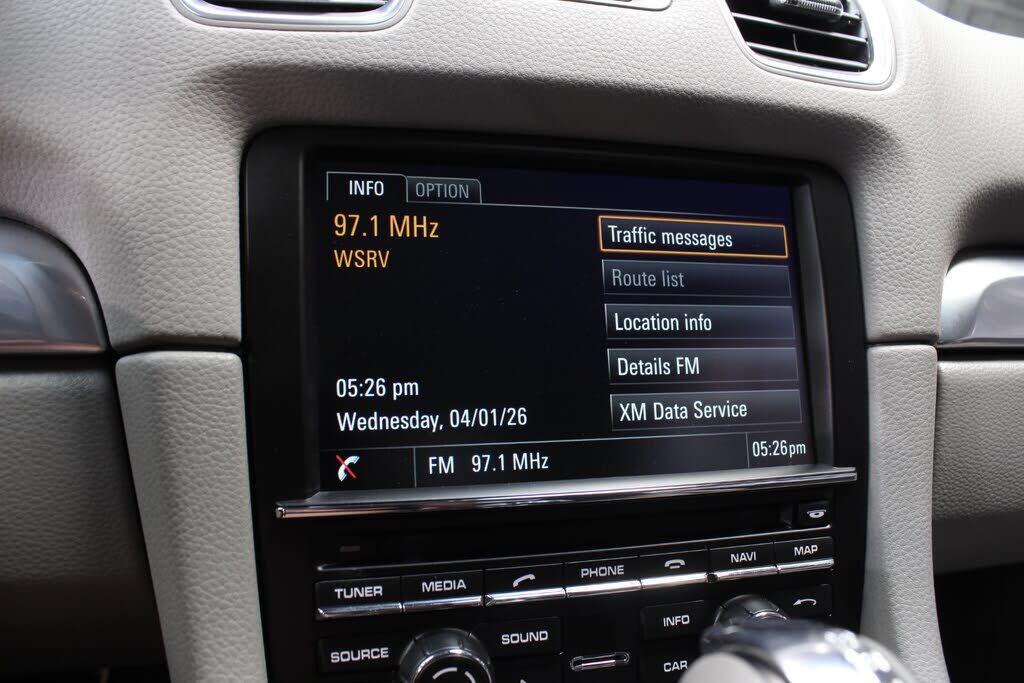 INFO OPTION
97.1 MHz
WSRV
Traffic messages
Route list
Location info
Details FM
XM Data Service
05:26 pm
Wednesday, 04/01/26
FM 97.1 MHz
05:26pm
TUNER MEDIA PHONE NAVI MAP
SOURCE SOUND INFO
CAR